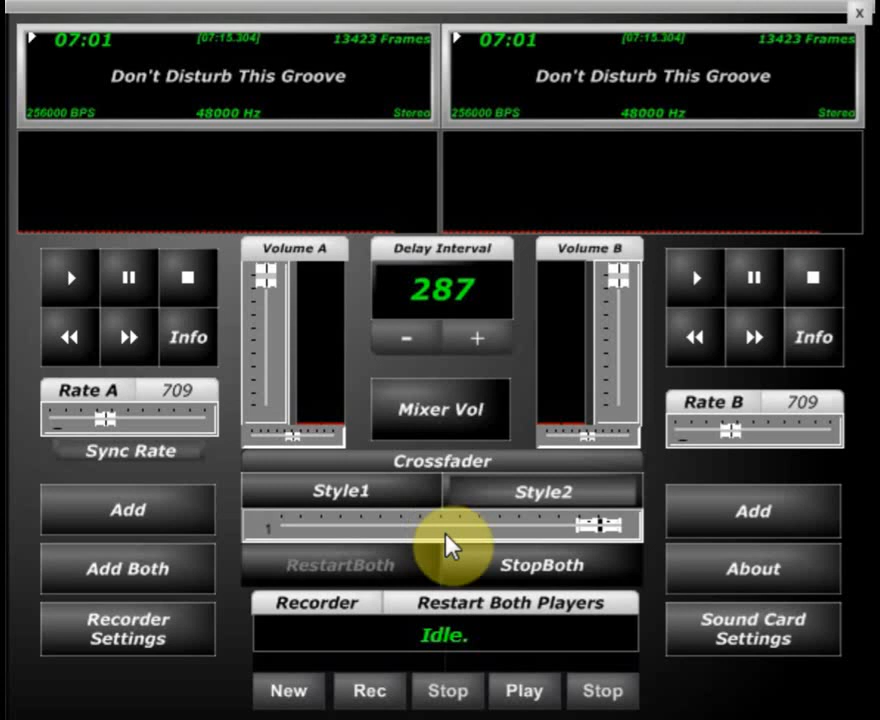 x
07:01 [07:15.304] 13423 Frames
Don't Disturb This Groove
256000 BPS 48000 Hz Stereo
07:01 [07:15.304] 13423 Frames
Don't Disturb This Groove
256000 BPS 48000 Hz Stereo
Volume A
Delay Interval
Volume B
287
- +
Info
Info
Rate A 709
Mixer Vol
Rate B 709
Sync Rate
Crossfader
Style1 Style2
1
Add
Add Both
Recorder
Settings
RestartBoth StopBoth
Recorder Restart Both Players
Idle.
New Rec Stop Play Stop
Add
About
Sound Card
Settings